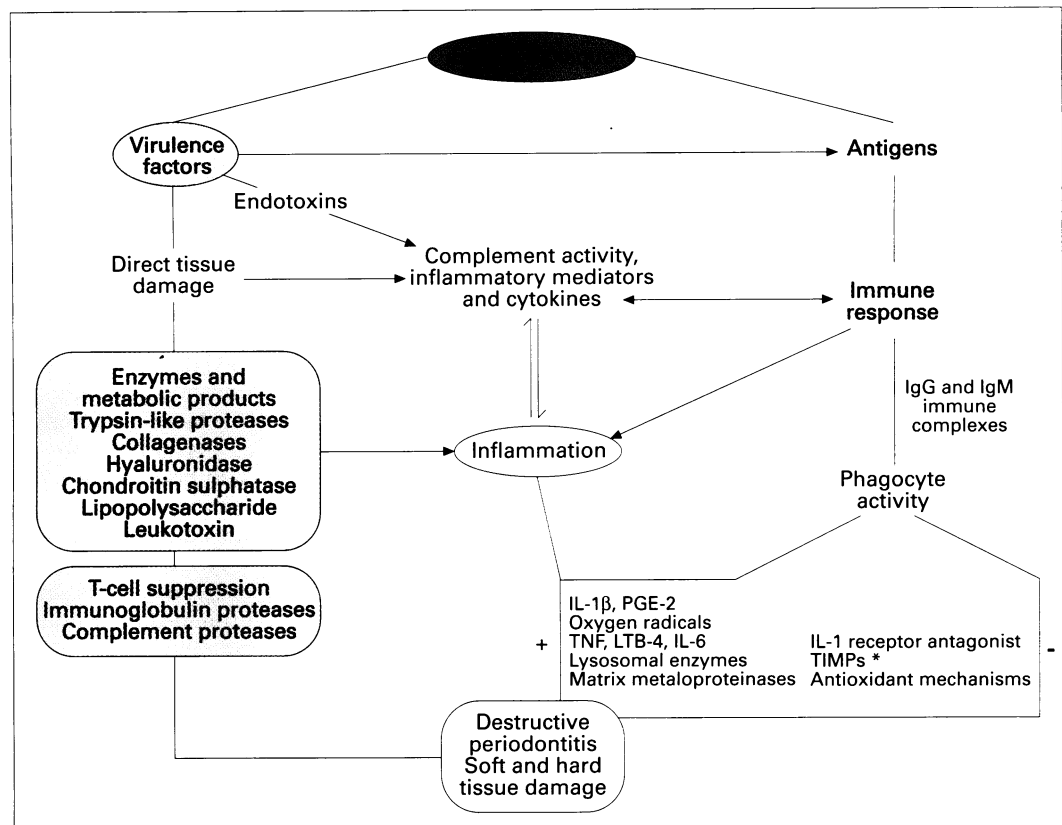 Virulence
factors
Antigens
Endotoxins
Direct tissue
damage
Complement activity,
inflammatory mediators
and cytokines
Immune
response
Enzymes and
metabolic products
Trypsin-like proteases
Collagenases
Hyaluronidase
Chondroitin sulphatase
Lipopolysaccharide
Leukotoxin
Inflammation
IgG and IgM
immune
complexes
Phagocyte
activity
T-cell suppression
Immunoglobulin proteases
Complement proteases
+
IL-1β, PGE-2
Oxygen radicals
TNF, LTB-4, IL-6
Lysosomal enzymes
Matrix metaloproteinases
IL-1 receptor antagonist
TIMPs *
Antioxidant mechanisms
-
Destructive
periodontitis
Soft and hard
tissue damage